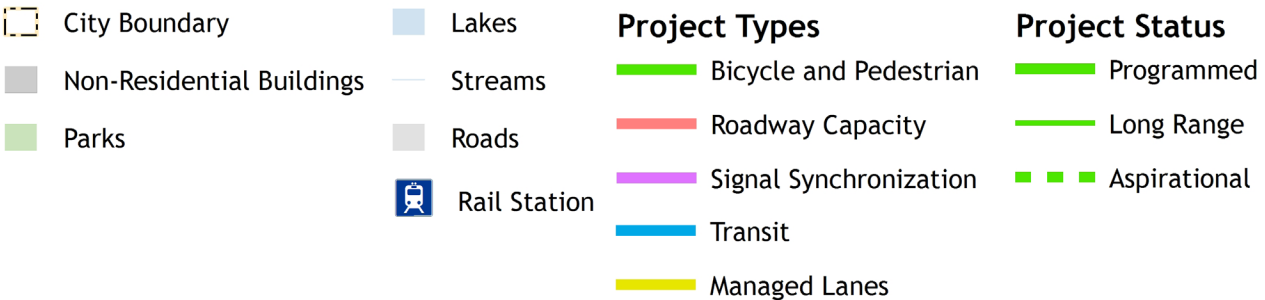 City Boundary
Non-Residential Buildings
Parks
Lakes
Streams
Roads
Rail Station
Project Types
Bicycle and Pedestrian
Roadway Capacity
Signal Synchronization
Transit
Managed Lanes
Project Status
Programmed
Long Range
Aspirational